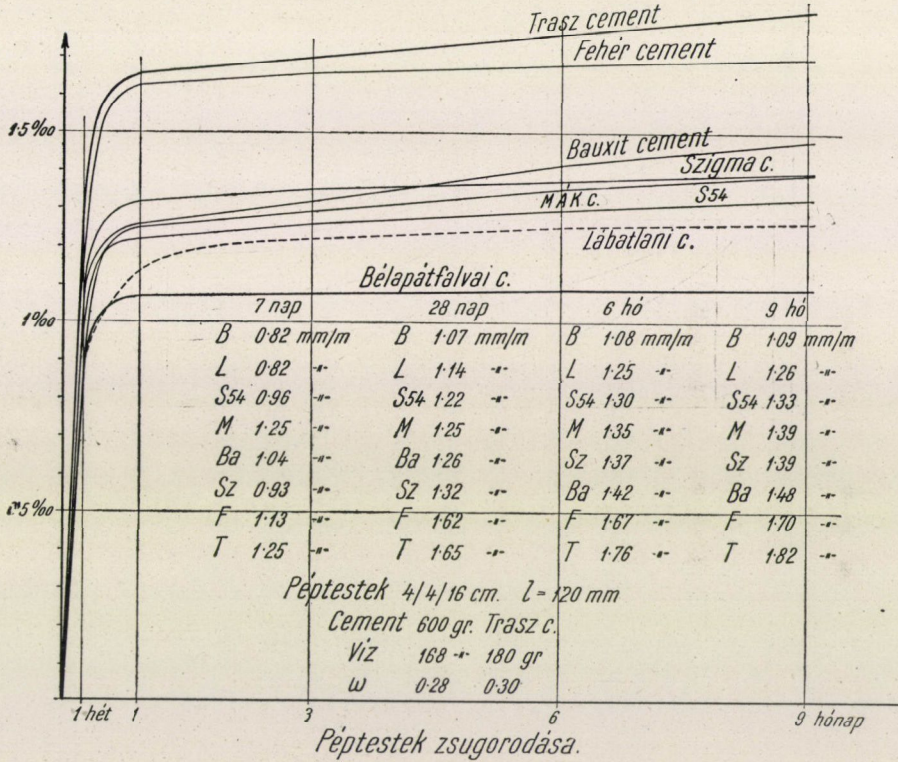 Trasz cement
Fehér cement
1·5‰
Bauxit cement
Szigma c.
MÁK c. S54
Lábatlani c.
Bélapátfalvai c.
7 nap 28 nap 6 hó 9 hó
1‰
B 0·82 mm/m B 1·07 mm/m B 1·08 mm/m B 1·09 mm/m
L 0·82 -"- L 1·14 -"- L 1·25 -"- L 1·26 -"-
S54 0·96 -"- S54 1·22 -"- S54 1·30 -"- S54 1·33 -"-
M 1·25 -"- M 1·25 -"- M 1·35 -"- M 1·39 -"-
Ba 1·04 -"- Ba 1·26 -"- Sz 1·37 -"- Sz 1·39 -"-
Sz 0·93 -"- Sz 1·32 -"- Ba 1·42 -"- Ba 1·48 -"-
F 1·13 -"- F 1·62 -"- F 1·67 -"- F 1·70 -"-
T 1·25 -"- T 1·65 -"- T 1·76 -"- T 1·82 -"-
Péptestek 4/4/16 cm. l = 120 mm
Cement 600 gr. Trasz c.
Víz 168 -"- 180 gr
ω 0·28 0·30
1 hét 1 3 6 9 hónap
Péptestek zsugorodása.